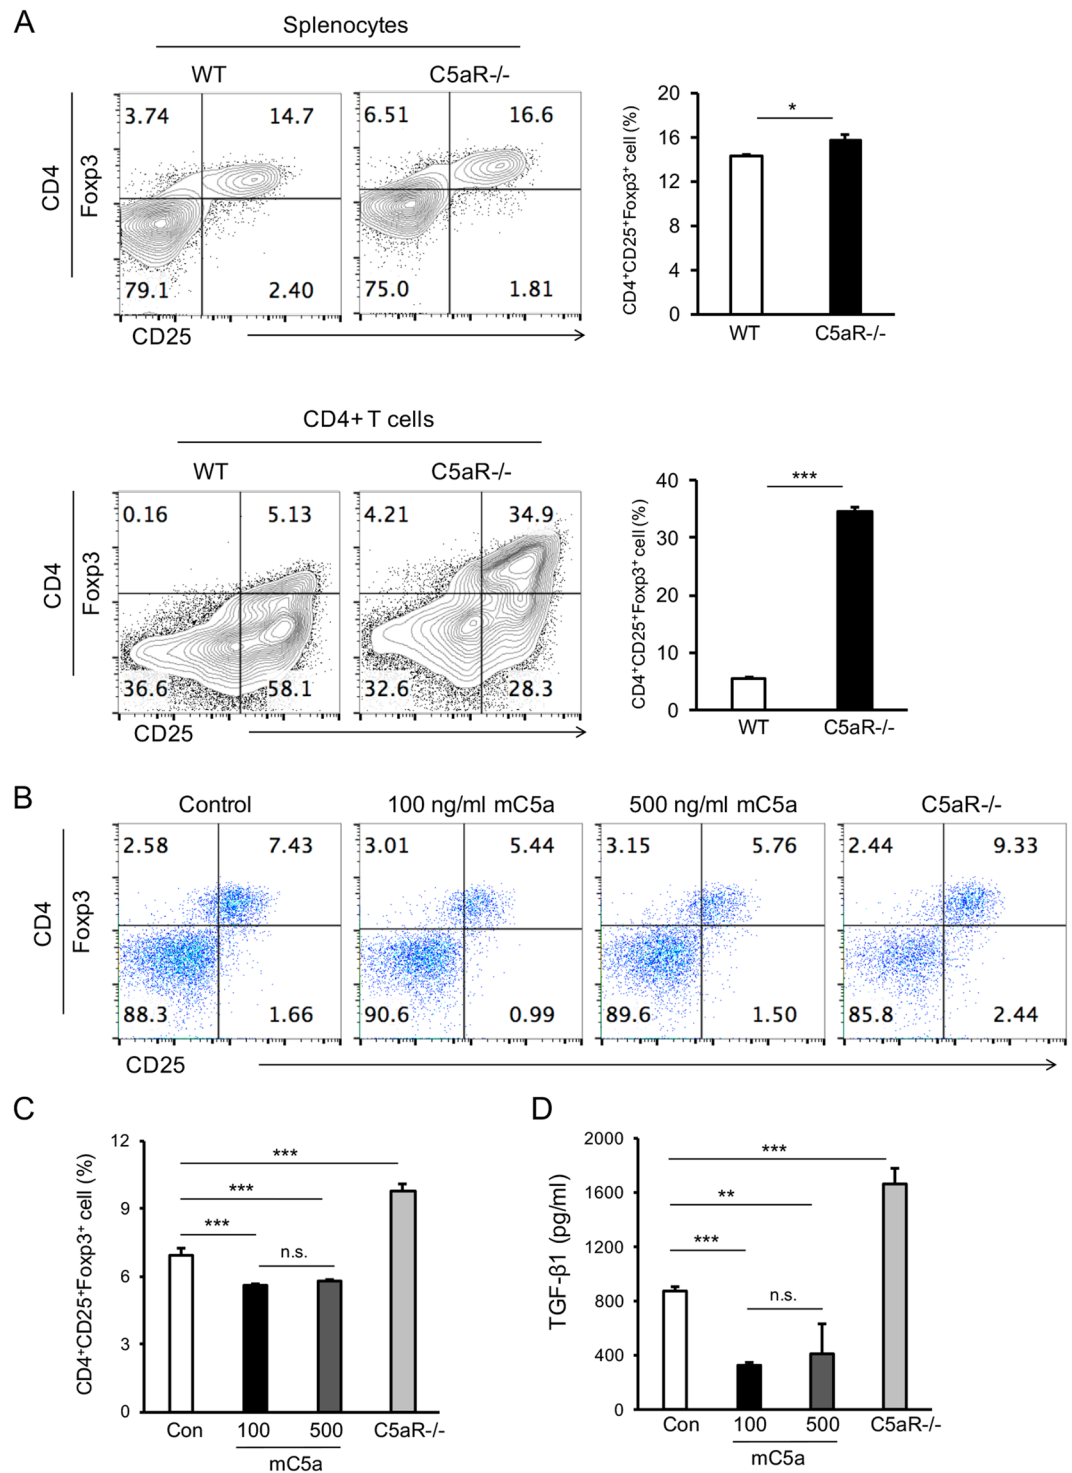 A
Splenocytes
WT
C5aR-/-
CD4
Foxp3
3.74
14.7
79.1
2.40
6.51
16.6
75.0
1.81
CD25
CD4⁺CD25⁺Foxp3⁺ cell (%)
20
16
12
8
4
0
*
WT
C5aR-/-
CD4+ T cells
WT
C5aR-/-
CD4
Foxp3
0.16
5.13
36.6
58.1
4.21
34.9
32.6
28.3
CD25
CD4⁺CD25⁺Foxp3⁺ cell (%)
40
30
20
10
0
***
WT
C5aR-/-
B
Control
100 ng/ml mC5a
500 ng/ml mC5a
C5aR-/-
CD4
Foxp3
2.58
7.43
88.3
1.66
3.01
5.44
90.6
0.99
3.15
5.76
89.6
1.50
2.44
9.33
85.8
2.44
CD25
C
CD4⁺CD25⁺Foxp3⁺ cell (%)
12
9
6
3
0
***
***
***
n.s.
Con
100
500
C5aR-/-
mC5a
D
TGF-β1 (pg/ml)
2000
1600
1200
800
400
0
***
**
***
n.s.
Con
100
500
C5aR-/-
mC5a